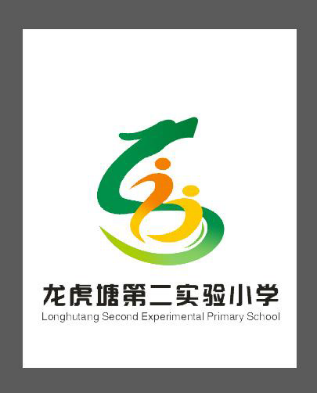 龙虎塘第二实验小学
Longhutang Second Experimental Primary School